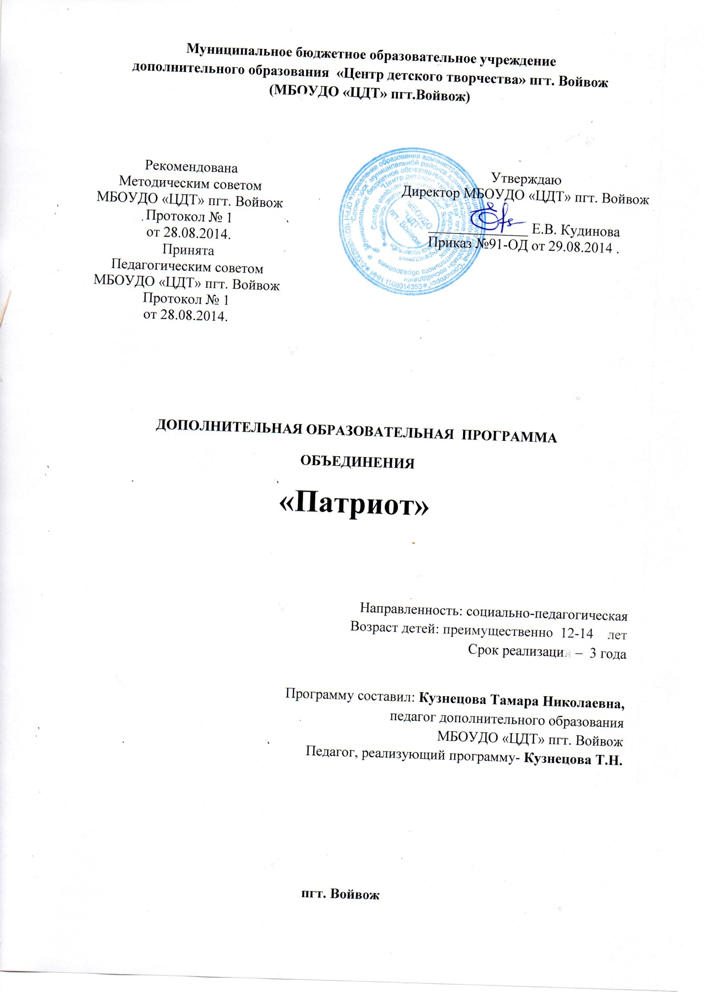 Муниципальное бюджетное образовательное учреждение
дополнительного образования «Центр детского творчества» пгт. Войвож
(МБОУДО «ЦДТ» пгт.Войвож)
Рекомендована
Методическим советом
МБОУДО «ЦДТ» пгт. Войвож
Протокол № 1
от 28.08.2014.
Принята
Педагогическим советом
МБОУДО «ЦДТ» пгт. Войвож
Протокол № 1
от 28.08.2014.
Утверждаю
Директор МБОУДО «ЦДТ» пгт. Войвож
Е.В. Кудинова
Приказ №91-ОД от 29.08.2014 .
МБОУДО
"ЦДТ"
пгт. Войвож
ДОПОЛНИТЕЛЬНАЯ ОБРАЗОВАТЕЛЬНАЯ ПРОГРАММА
ОБЪЕДИНЕНИЯ
«Патриот»
Направленность: социально-педагогическая
Возраст детей: преимущественно 12-14 лет
Срок реализации – 3 года
Программу составил: Кузнецова Тамара Николаевна,
педагог дополнительного образования
МБОУДО «ЦДТ» пгт. Войвож
Педагог, реализующий программу- Кузнецова Т.Н.
пгт. Войвож